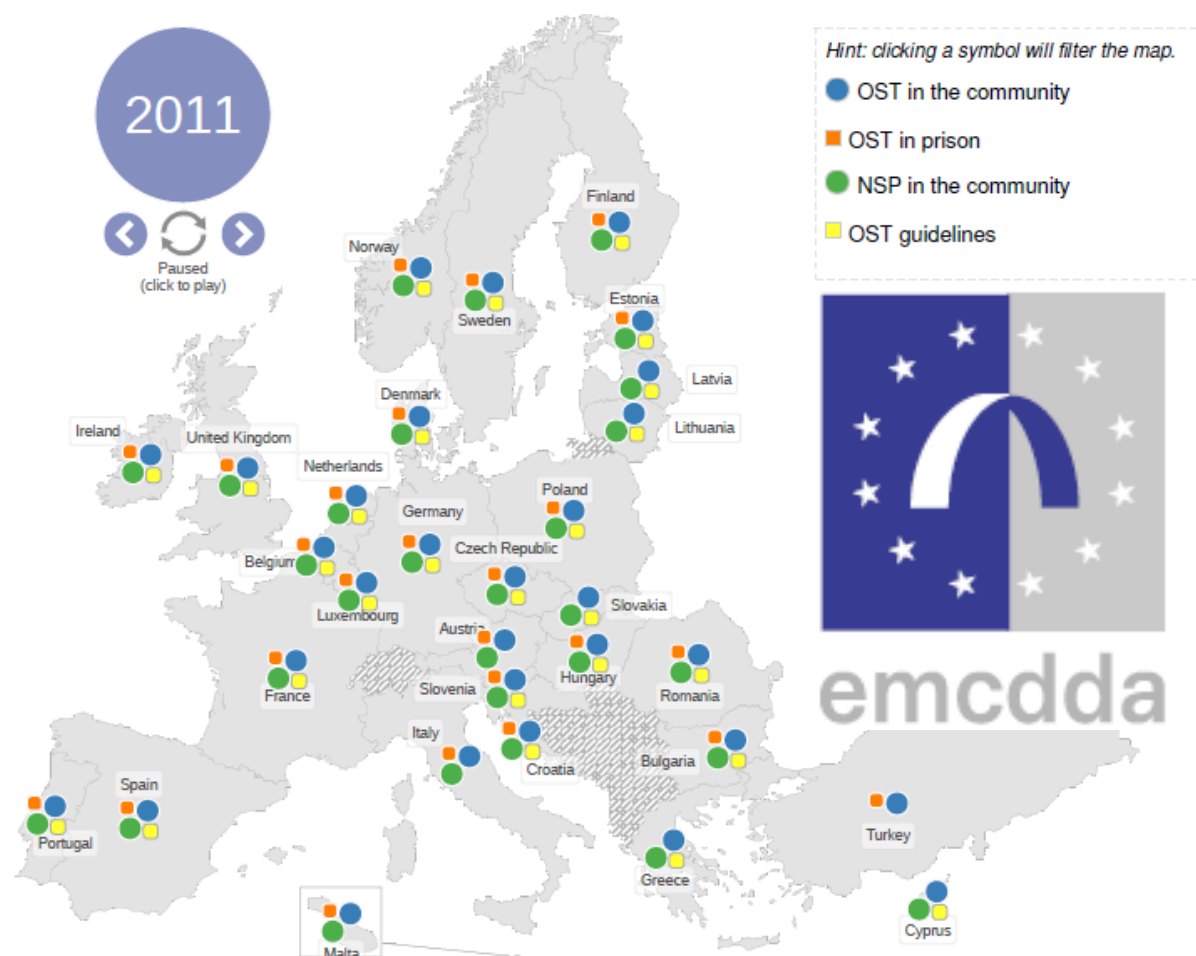 2011
Paused
(click to play)
Hint: clicking a symbol will filter the map.
OST in the community
OST in prison
NSP in the community
OST guidelines
Finland
Norway
Sweden
Estonia
Latvia
Denmark
Lithuania
Ireland
United Kingdom
Netherlands
Poland
Germany
Czech Republic
Belgium
Luxembourg
Slovakia
Austria
Hungary
Slovenia
France
Romania
Italy
Croatia
Bulgaria
Spain
Portugal
Turkey
Greece
Cyprus
Malta
emcdda